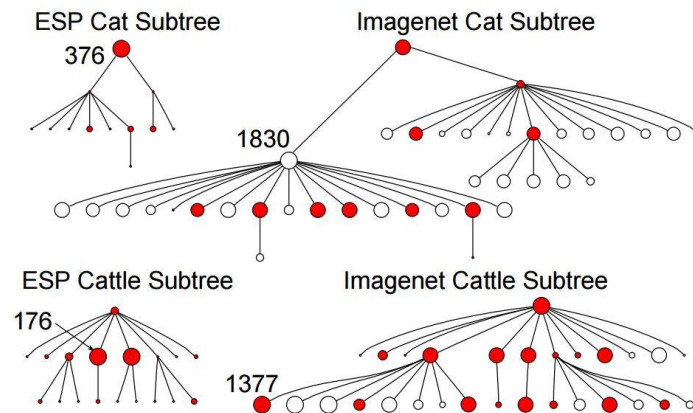 ESP Cat Subtree
Imagenet Cat Subtree
376
1830
ESP Cattle Subtree
Imagenet Cattle Subtree
176
1377